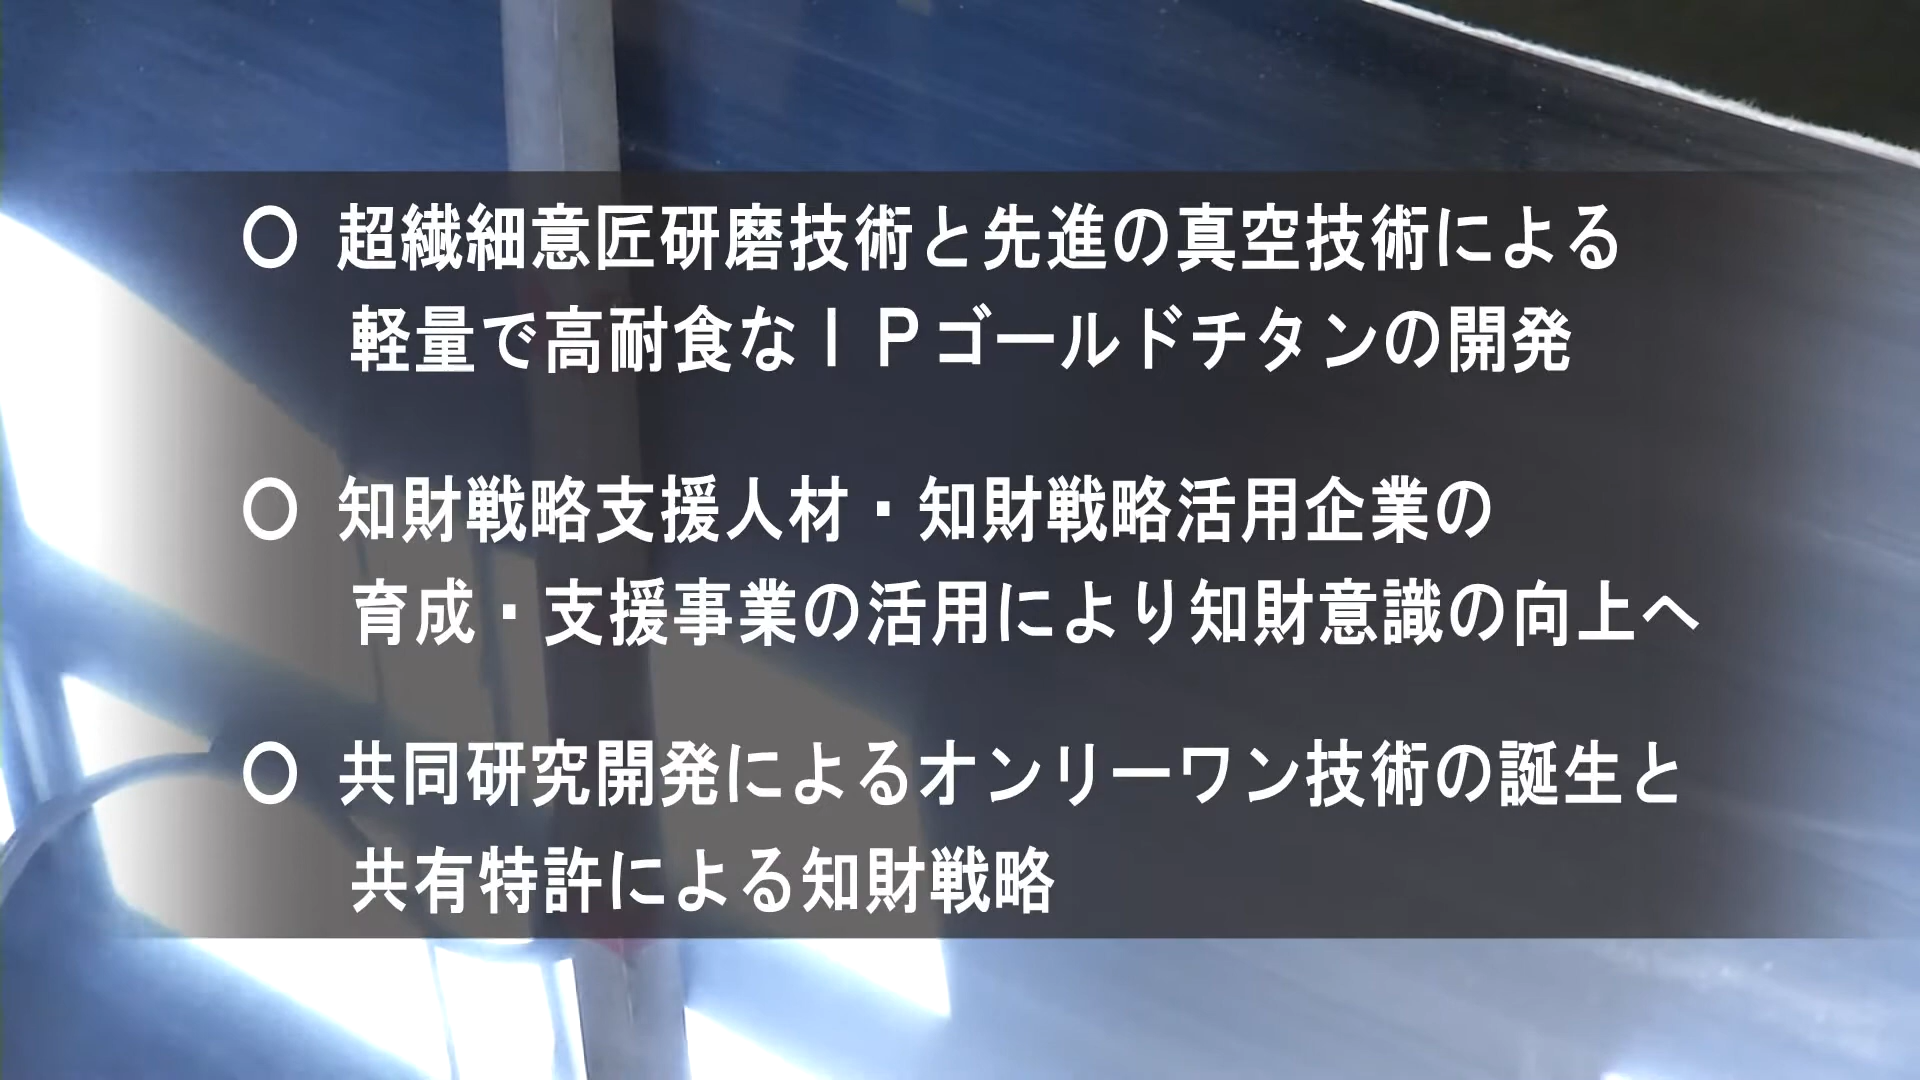 ○ 超繊細意匠研磨技術と先進の真空技術による
軽量で高耐食なＩＰゴールドチタンの開発
○ 知財戦略支援人材・知財戦略活用企業の
育成・支援事業の活用により知財意識の向上へ
○ 共同研究開発によるオンリーワン技術の誕生と
共有特許による知財戦略